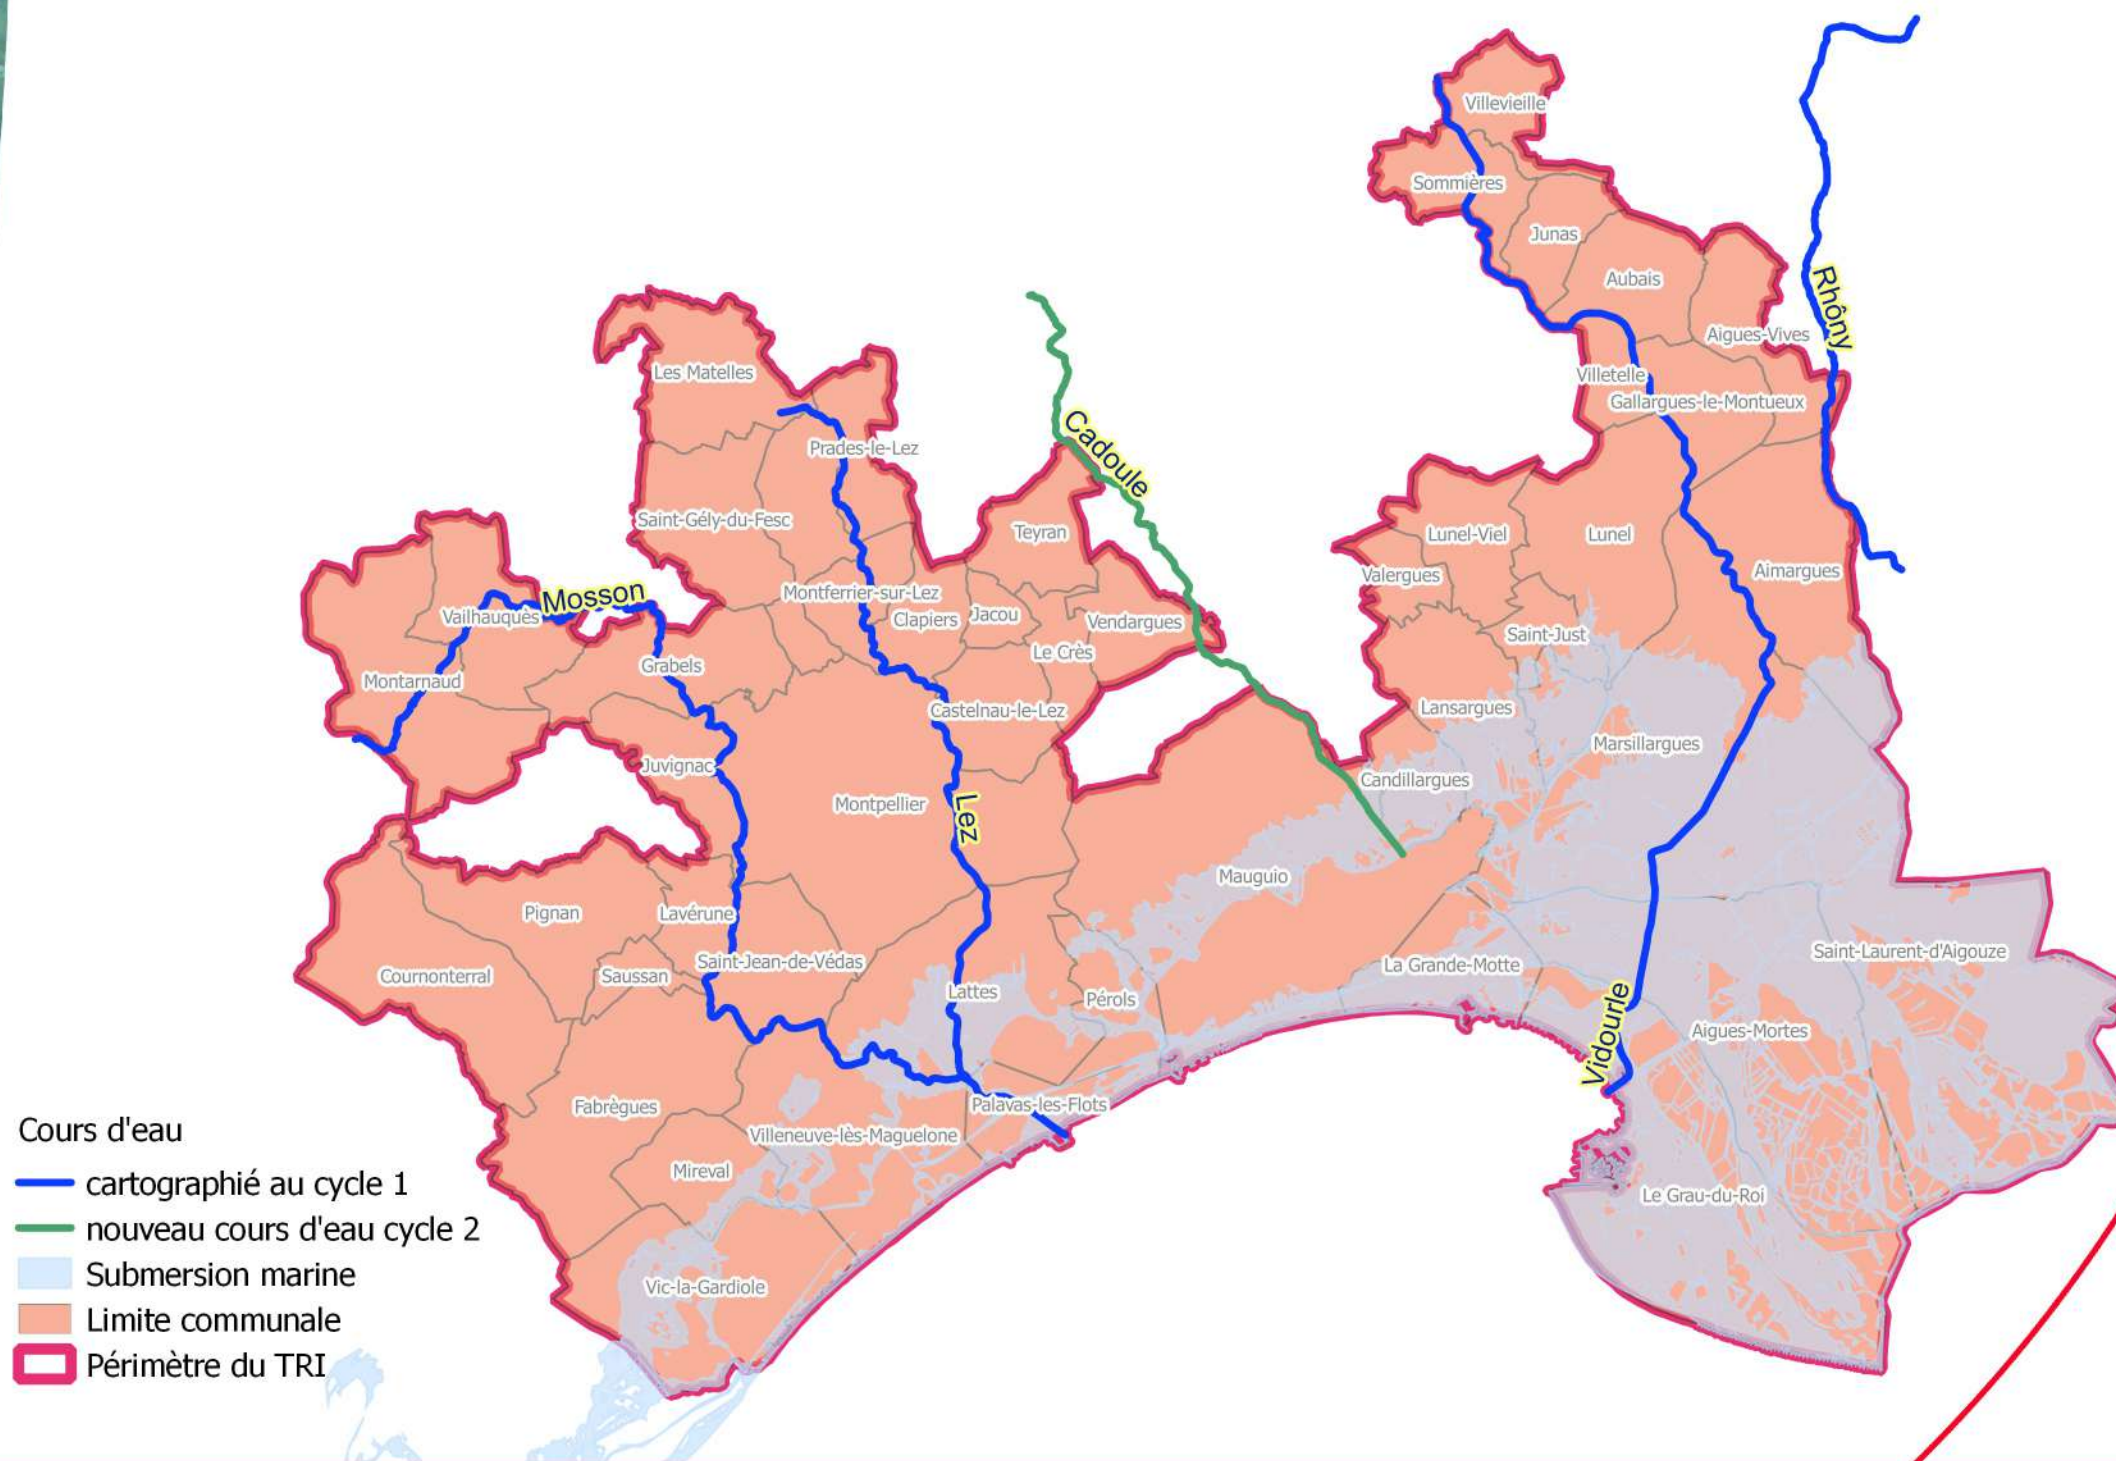 Villevieille
Sommières
Junas
Aubais
Rhôny
Aigues-Vives
Les Matelles
Villetelle
Gallargues-le-Montueux
Prades-le-Lez
Cadoule
Saint-Gély-du-Fesc
Teyran
Lunel-Viel
Lunel
Valergues
Aimargues
Mosson
Montferrier-sur-Lez
Vailhauquès
Clapiers
Jacou
Vendargues
Saint-Just
Le Crès
Grabels
Montarnaud
Castelnau-le-Lez
Lansargues
Marsillargues
Juvignac
Candillargues
Montpellier
Lez
Mauguio
Pignan
Lavérune
Saint-Laurent-d'Aigouze
Saint-Jean-de-Védas
La Grande-Motte
Cournonterral
Saussan
Lattes
Pérols
Vidourle
Aigues-Mortes
Fabrègues
Palavas-les-Flots
Villeneuve-lès-Maguelone
Mireval
Le Grau-du-Roi
Vic-la-Gardiole
Cours d'eau
cartographié au cycle 1
nouveau cours d'eau cycle 2
Submersion marine
Limite communale
Périmètre du TRI